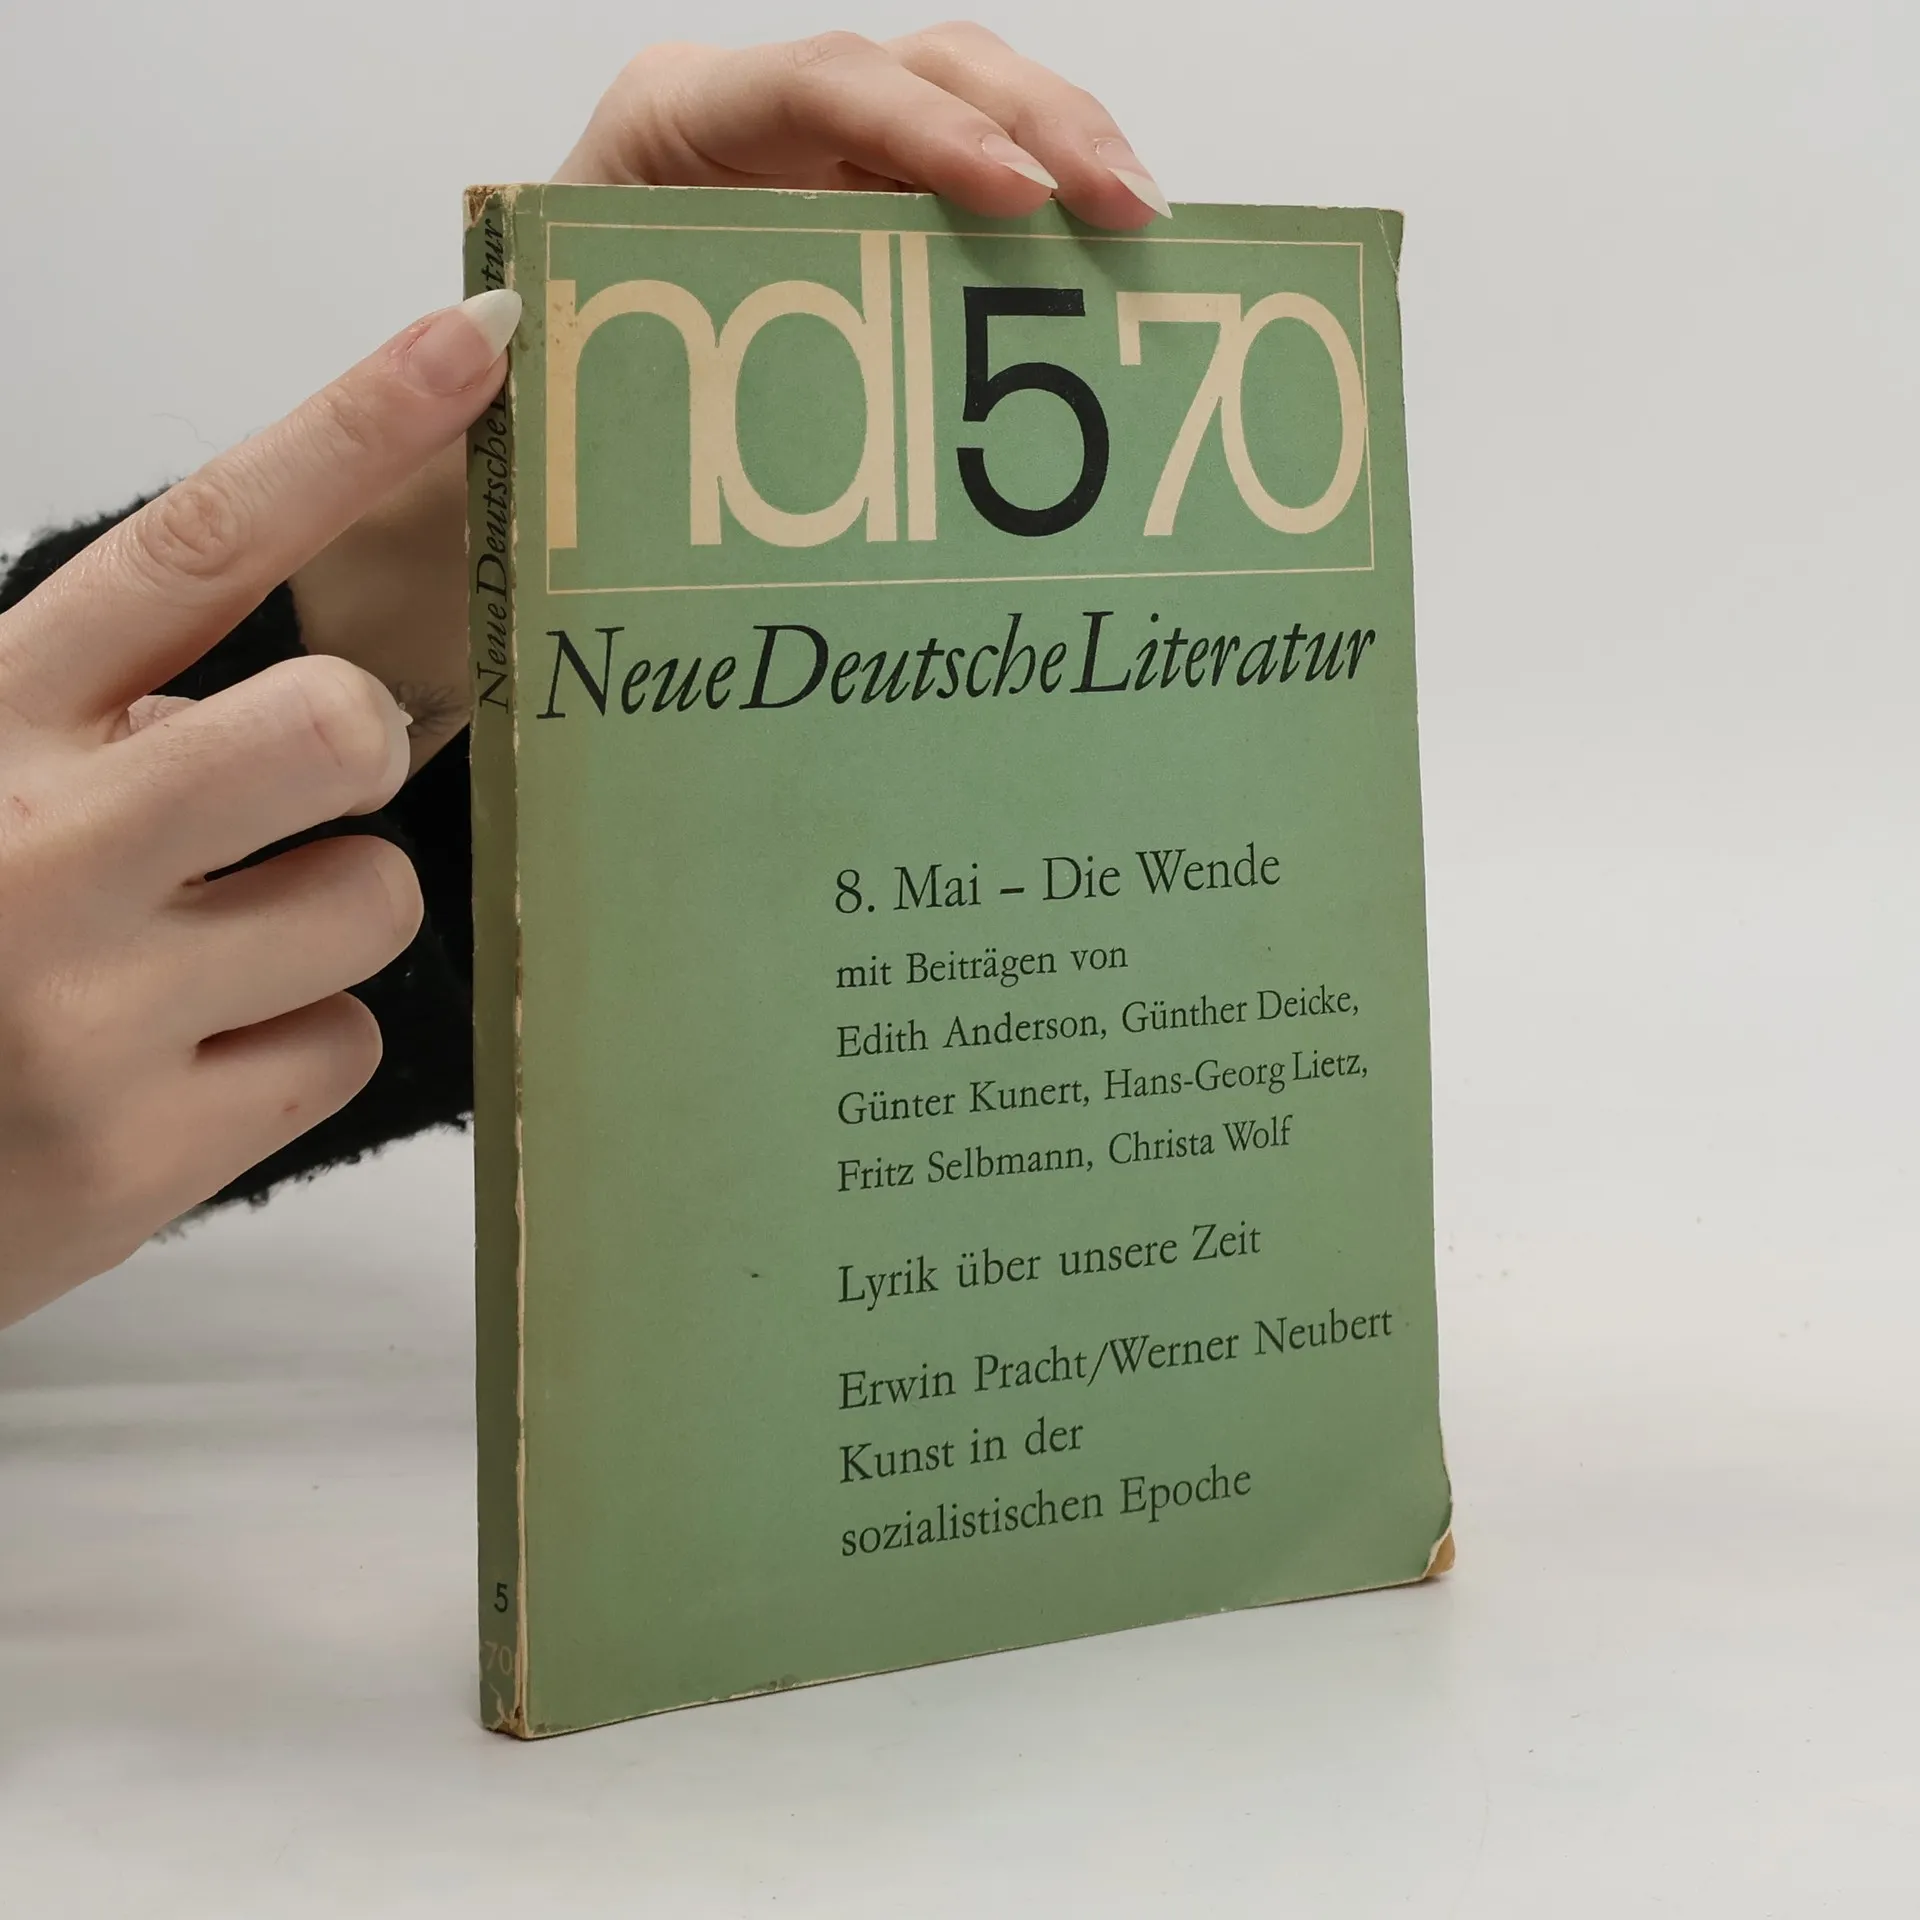 ndl 5 70
Neue Deutsche Literatur
8. Mai – Die Wende
mit Beiträgen von
Edith Anderson, Günther Deicke,
Günter Kunert, Hans-Georg Lietz,
Fritz Selbmann, Christa Wolf
Lyrik über unsere Zeit
Erwin Pracht/Werner Neubert
Kunst in der
sozialistischen Epoche
Neue Deutsche
5
70